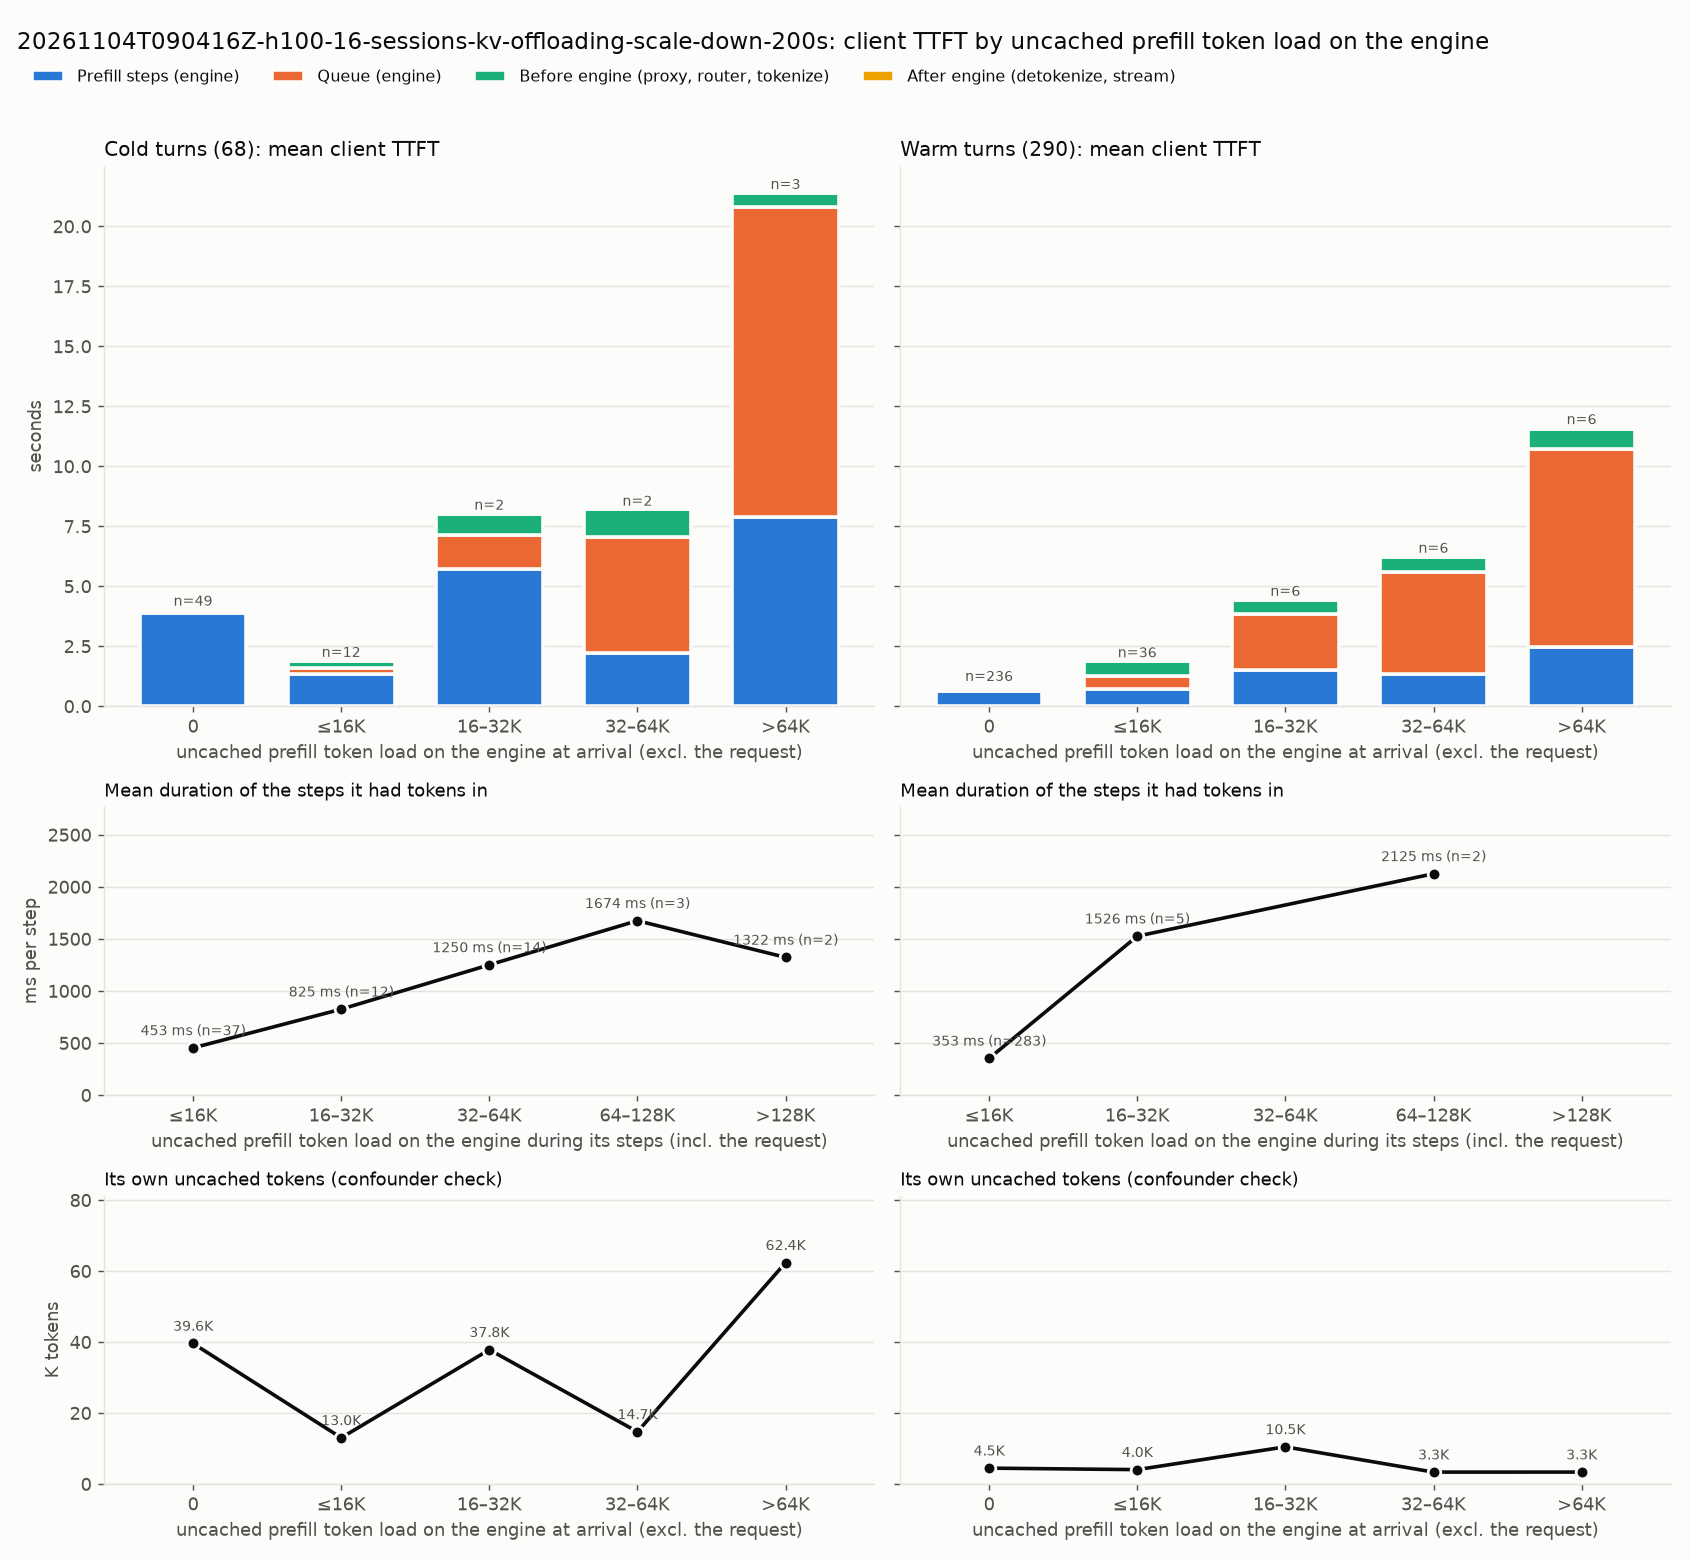 20261104T090416Z-h100-16-sessions-kv-offloading-scale-down-200s: client TTFT by uncached prefill token load on the engine
Prefill steps (engine) Queue (engine) Before engine (proxy, router, tokenize) After engine (detokenize, stream)
Cold turns (68): mean client TTFT
seconds
20.0
17.5
15.0
12.5
10.0
7.5
5.0
2.5
0.0
n=49
n=12
n=2
n=2
n=3
0 ≤16K 16–32K 32–64K >64K
uncached prefill token load on the engine at arrival (excl. the request)
Warm turns (290): mean client TTFT
n=236
n=36
n=6
n=6
n=6
0 ≤16K 16–32K 32–64K >64K
uncached prefill token load on the engine at arrival (excl. the request)
Mean duration of the steps it had tokens in
ms per step
2500
2000
1500
1000
500
0
453 ms (n=37)
825 ms (n=12)
1250 ms (n=14)
1674 ms (n=3)
1322 ms (n=2)
≤16K 16–32K 32–64K 64–128K >128K
uncached prefill token load on the engine during its steps (incl. the request)
Mean duration of the steps it had tokens in
353 ms (n=283)
1526 ms (n=5)
2125 ms (n=2)
≤16K 16–32K 32–64K 64–128K >128K
uncached prefill token load on the engine during its steps (incl. the request)
Its own uncached tokens (confounder check)
K tokens
80
60
40
20
0
39.6K
13.0K
37.8K
14.7K
62.4K
0 ≤16K 16–32K 32–64K >64K
uncached prefill token load on the engine at arrival (excl. the request)
Its own uncached tokens (confounder check)
4.5K
4.0K
10.5K
3.3K
3.3K
0 ≤16K 16–32K 32–64K >64K
uncached prefill token load on the engine at arrival (excl. the request)